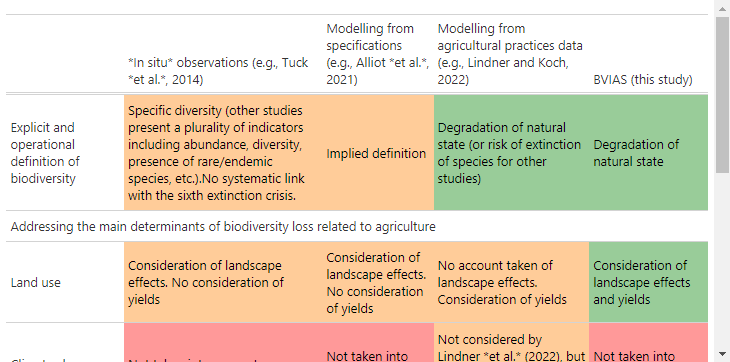 *In situ* observations (e.g., Tuck
*et al.*, 2014)
Modelling from
specifications
(e.g., Alliot *et al.*,
2021)
Modelling from
agricultural practices data
(e.g., Lindner and Koch,
2022)
BVIAS (this study)
Explicit and
operational
definition of
biodiversity
Specific diversity (other studies
present a plurality of indicators
including abundance, diversity,
presence of rare/endemic
species, etc.).No systematic link
with the sixth extinction crisis.
Implied definition
Degradation of natural
state (or risk of extinction
of species for other
studies)
Degradation of
natural state
Addressing the main determinants of biodiversity loss related to agriculture
Land use
Consideration of landscape
effects. No consideration of
yields
Consideration of
landscape effects.
No consideration
of yields
No account taken of
landscape effects.
Consideration of yields
Consideration of
landscape effects
and yields
Not taken into
Not considered by
Lindner *et al.* (2022), but
Not taken into